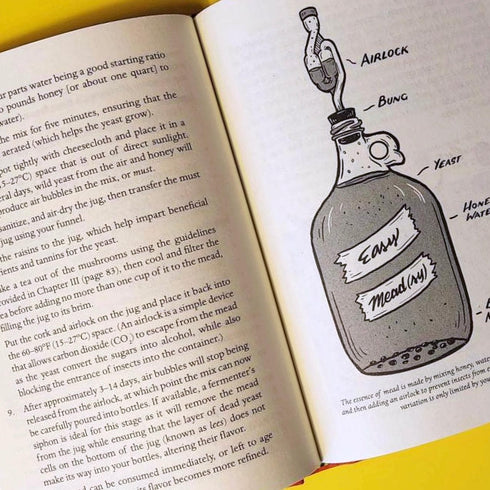 ur parts water being a good starting ratio
o pounds honey [or about one quart] to
water).
the mix for five minutes, ensuring that the
aerated (which helps the yeast grow).
pot tightly with cheesecloth and place it in a
15–27°C) space that is out of direct sunlight.
eral days, wild yeast from the air and honey will
produce air bubbles in the mix, or must.
sanitize, and air-dry the jug, then transfer the must
jug using your funnel.
the raisins to the jug, which help impart beneficial
ients and tannins for the yeast.
ke a tea out of the mushrooms using the guidelines
rovided in Chapter III (page 83), then cool and filter the
ea before adding no more than one cup of it to the mead,
filling the jug to its brim.
Put the cork and airlock on the jug and place it back into
the 60–80°F (15–27°C) space. (An airlock is a simple device
that allows carbon dioxide (CO2) to escape from the mead
as the yeast convert the sugars into alcohol, while also
blocking the entrance of insects into the container.)
9. After approximately 3–14 days, air bubbles will stop being
released from the airlock, at which point the mix can now
be carefully poured into bottles. If available, a fermenter's
siphon is ideal for this stage as it will remove the mead
from the jug while ensuring that the layer of dead yeast
cells on the bottom of the jug (known as lees) does not
make its way into your bottles, altering their flavor.
ad can be consumed immediately, or left to age
its flavor becomes more refined.
Airlock
Bung
Yeast
Hone
Wate
Easy
Mead(ry)
The essence of mead is made by mixing honey, wate
and then adding an airlock to prevent insects from e
variation is only limited by you